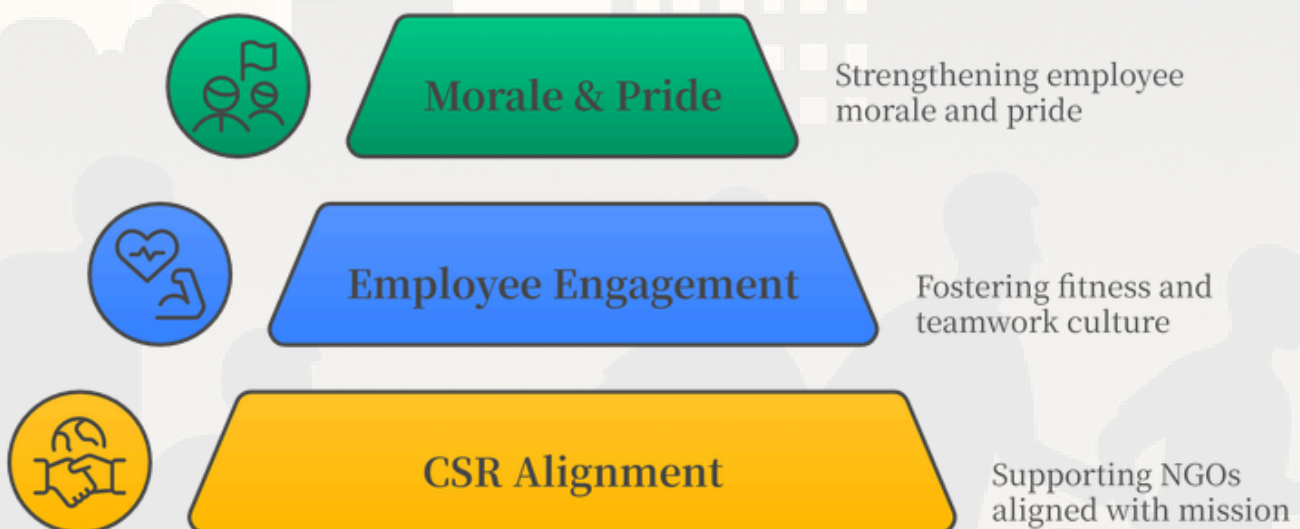 Morale & Pride
Strengthening employee
morale and pride
Employee Engagement
Fostering fitness and
teamwork culture
CSR Alignment
Supporting NGOs
aligned with mission